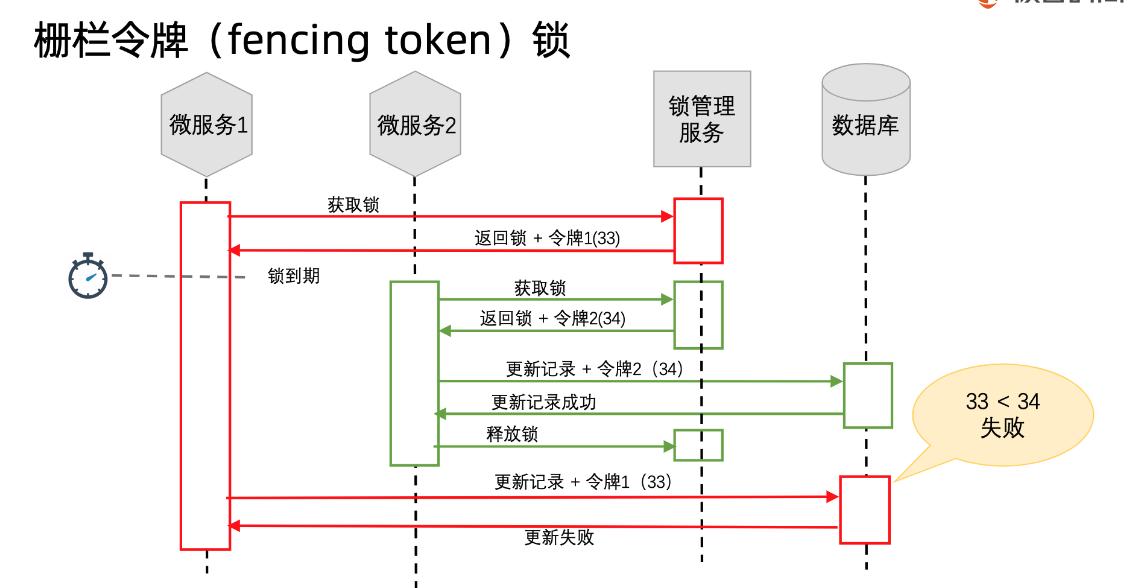 栅栏令牌（fencing token）锁
微服务1
微服务2
锁管理
服务
数据库
获取锁
返回锁 + 令牌1(33)
锁到期
获取锁
返回锁 + 令牌2(34)
更新记录 + 令牌2（34）
更新记录成功
释放锁
33 < 34
失败
更新记录 + 令牌1（33）
更新失败